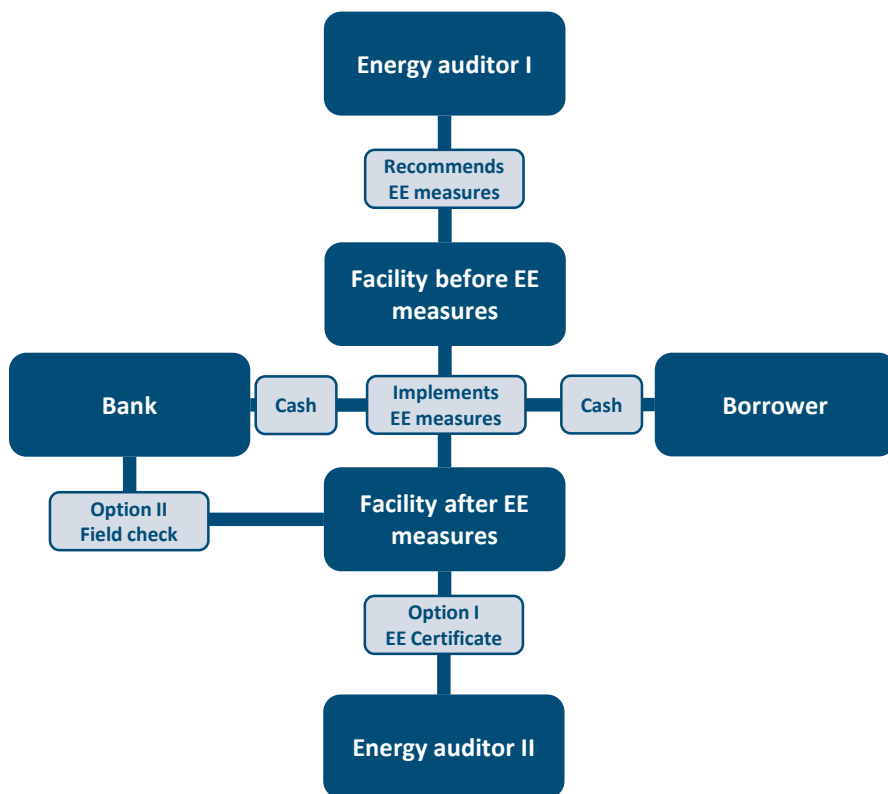 Energy auditor I
Recommends
EE measures
Facility before EE
measures
Bank
Cash
Implements
EE measures
Cash
Borrower
Option II
Field check
Facility after EE
measures
Option I
EE Certificate
Energy auditor II